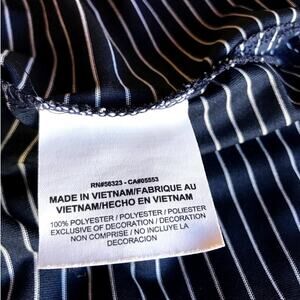 RN#56323 - CA#05553
MADE IN VIETNAM/FABRIQUE AU
VIETNAM/HECHO EN VIETNAM
100% POLYESTER / POLYESTER / POLIESTER
EXCLUSIVE OF DECORATION / DECORATION
NON COMPRISE / NO INCLUYE LA
DECORACION